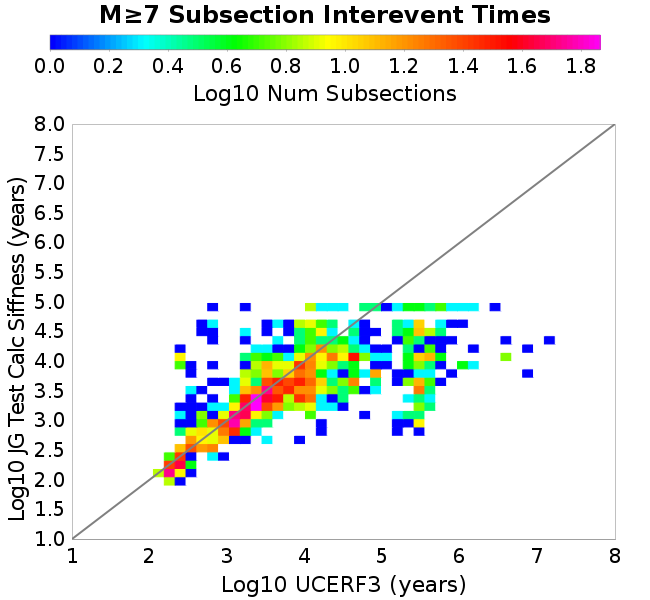 M≥7 Subsection Interevent Times
0.0 0.2 0.4 0.6 0.8 1.0 1.2 1.4 1.6 1.8
Log10 Num Subsections
Log10 JG Test Calc Siffness (years)
8.0
7.5
7.0
6.5
6.0
5.5
5.0
4.5
4.0
3.5
3.0
2.5
2.0
1.5
1.0
1 2 3 4 5 6 7 8
Log10 UCERF3 (years)